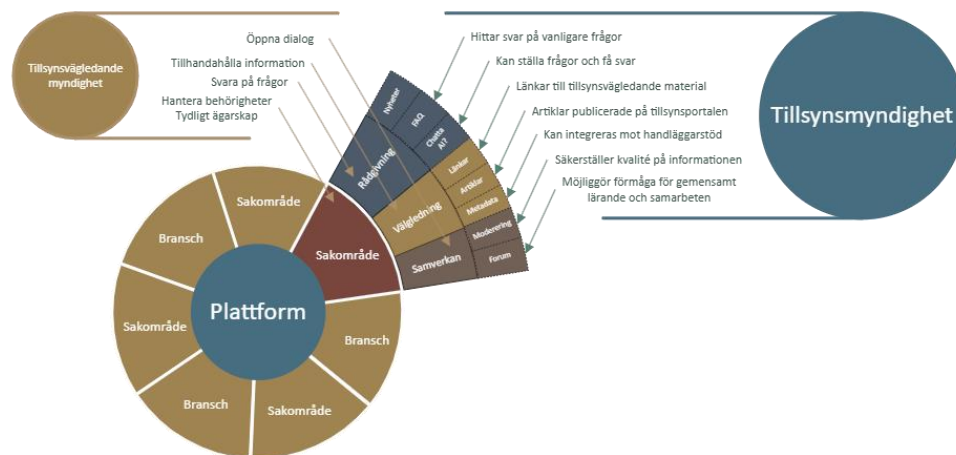 Tillsynsvägledande
myndighet
Öppna dialog
Tillhandahålla information
Svara på frågor
Hantera behörigheter
Tydligt ägarskap
Hittar svar på vanligare frågor
Kan ställa frågor och få svar
Länkar till tillsynsvägledande material
Artiklar publicerade på tillsynsportalen
Kan integreras mot handläggarstöd
Säkerställer kvalité på informationen
Möjliggör förmåga för gemensamt
lärande och samarbeten
Tillsynsmyndighet
Nyheter
FAQ
Chatta
AI?
Rådgivning
Länkar
Artiklar
Metadata
Välgledning
Moderering
Forum
Samverkan
Sakområde
Sakområde
Bransch
Sakområde
Bransch
Sakområde
Bransch
Plattform